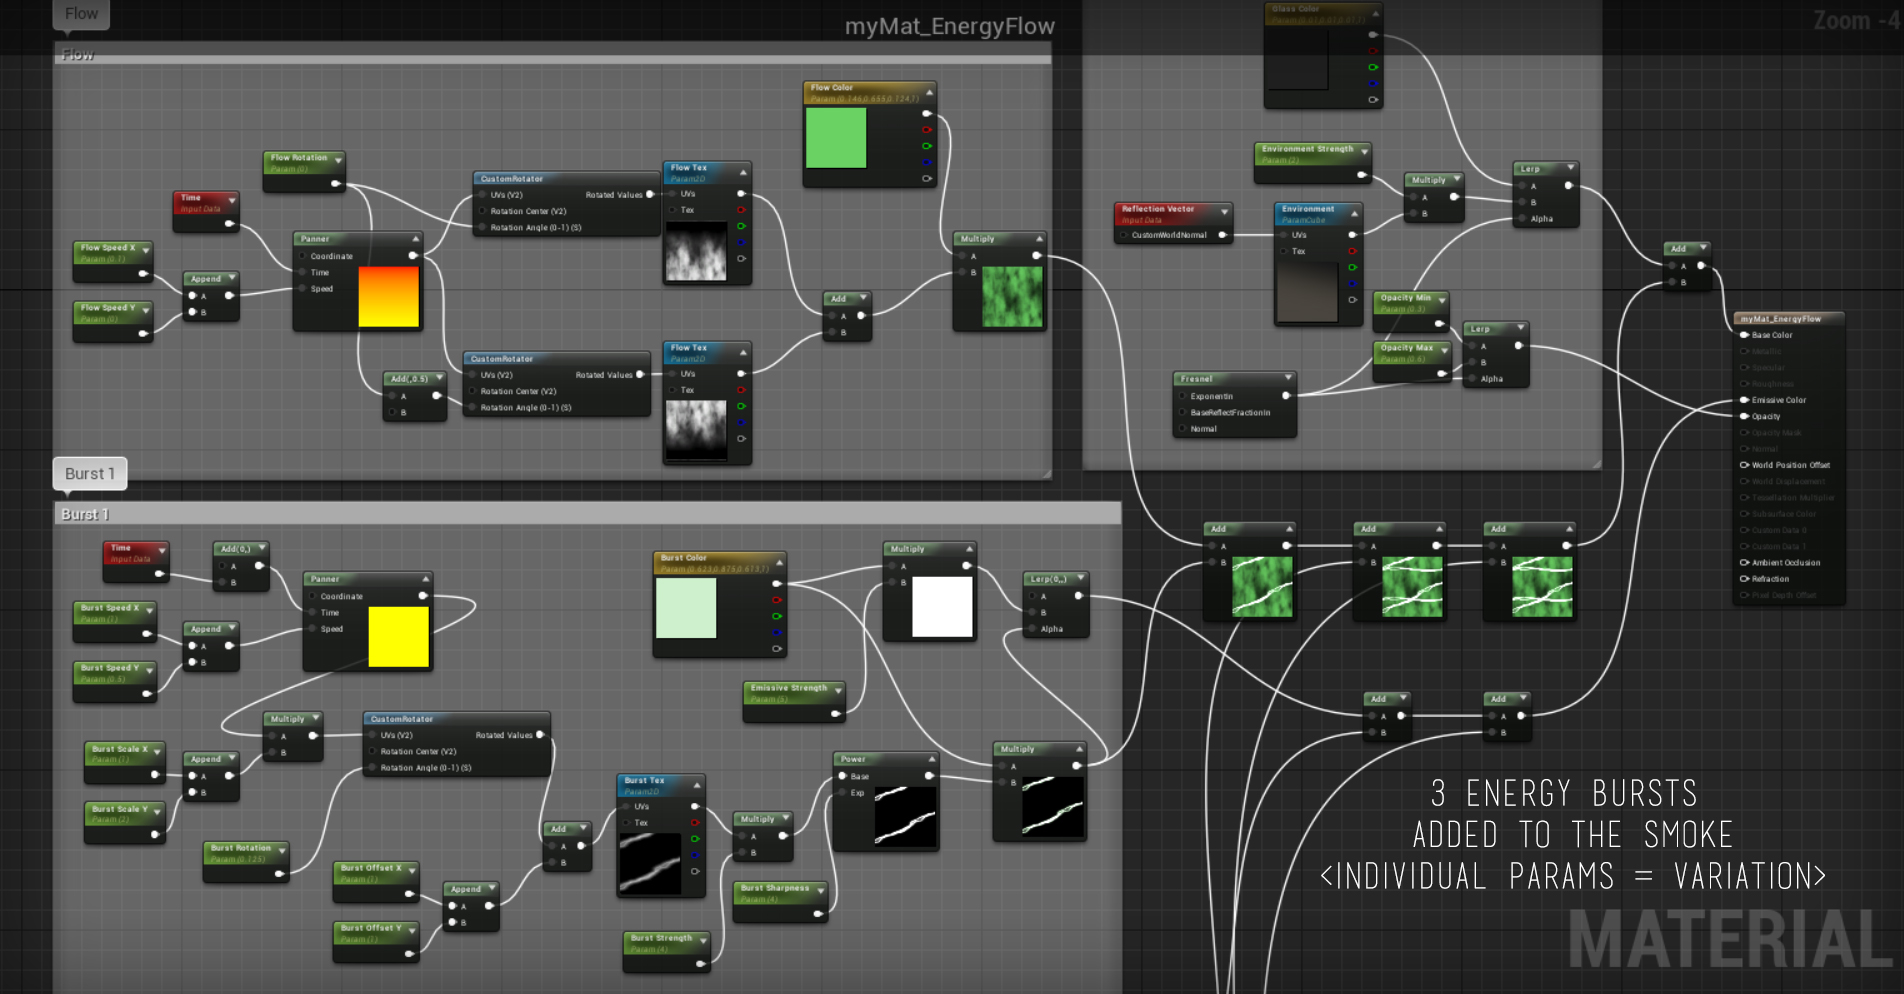 Flow
myMat_EnergyFlow
Zoom -4
Flow
Glass Color
Flow Color
Param (0.146,0.655,0.124,1)
Flow Rotation
Param (0)
Time
Input Data
Flow Speed X
Param (0.1)
Flow Speed Y
Param (0)
Append
A
B
Panner
Coordinate
Time
Speed
CustomRotator
UVs (V2)
Rotated Values
Rotation Center (V2)
Rotation Angle (0-1) (S)
Flow Tex
Param2D
UVs
Tex
Add(,0.5)
A
B
CustomRotator
UVs (V2)
Rotated Values
Rotation Center (V2)
Rotation Angle (0-1) (S)
Flow Tex
Param2D
UVs
Tex
Add
A
B
Multiply
A
B
Environment Strength
Param (2)
Reflection Vector
Input Data
CustomWorldNormal
Environment
ParamCube
UVs
Tex
Multiply
A
B
Lerp
A
B
Alpha
Opacity Min
Param (0.3)
Opacity Max
Param (0.6)
Lerp
A
B
Alpha
Fresnel
ExponentIn
BaseReflectFractionIn
Normal
Add
A
B
myMat_EnergyFlow
Base Color
Metallic
Specular
Roughness
Emissive Color
Opacity
Opacity Mask
Normal
World Position Offset
World Displacement
Tessellation Multiplier
Subsurface Color
Custom Data 0
Custom Data 1
Ambient Occlusion
Refraction
Pixel Depth Offset
Burst 1
Burst 1
Time
Input Data
Add(0,)
A
B
Burst Speed X
Param (1)
Burst Speed Y
Param (0.5)
Append
A
B
Panner
Coordinate
Time
Speed
Burst Scale X
Param (1)
Burst Scale Y
Param (2)
Append
A
B
Multiply
A
B
CustomRotator
UVs (V2)
Rotated Values
Rotation Center (V2)
Rotation Angle (0-1) (S)
Burst Rotation
Param (0.125)
Burst Offset X
Param (1)
Burst Offset Y
Param (1)
Append
A
B
Add
A
B
Burst Tex
Param2D
UVs
Tex
Burst Color
Param (0.623,0.875,0.613,1)
Emissive Strength
Param (5)
Multiply
A
B
Lerp(0,,)
A
B
Alpha
Multiply
A
B
Burst Sharpness
Param (4)
Burst Strength
Param (4)
Power
Base
Exp
Multiply
A
B
Add
A
B
Add
A
B
Add
A
B
Add
A
B
Add
A
B
3 ENERGY BURSTS
ADDED TO THE SMOKE
<INDIVIDUAL PARAMS = VARIATION>
MATERIAL